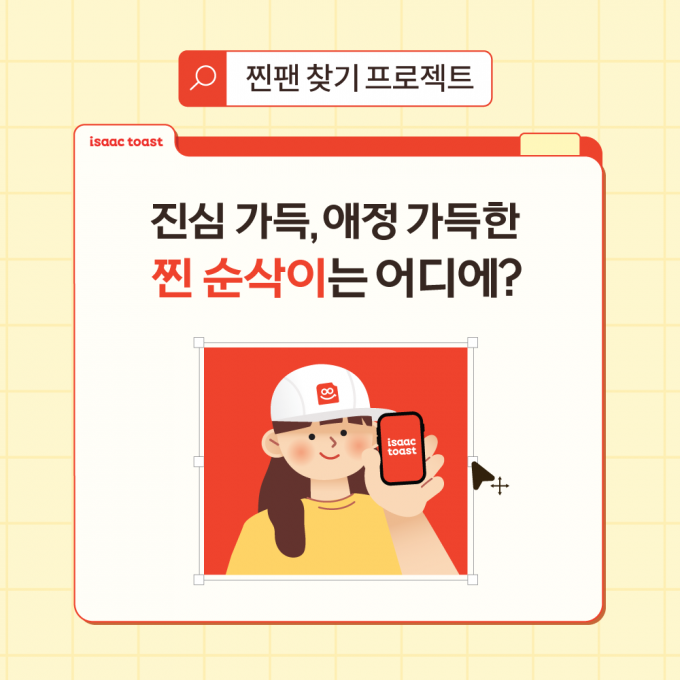 찐팬 찾기 프로젝트
isaac toast
진심 가득, 애정 가득한
찐 순삭이는 어디에?
isaac
toast